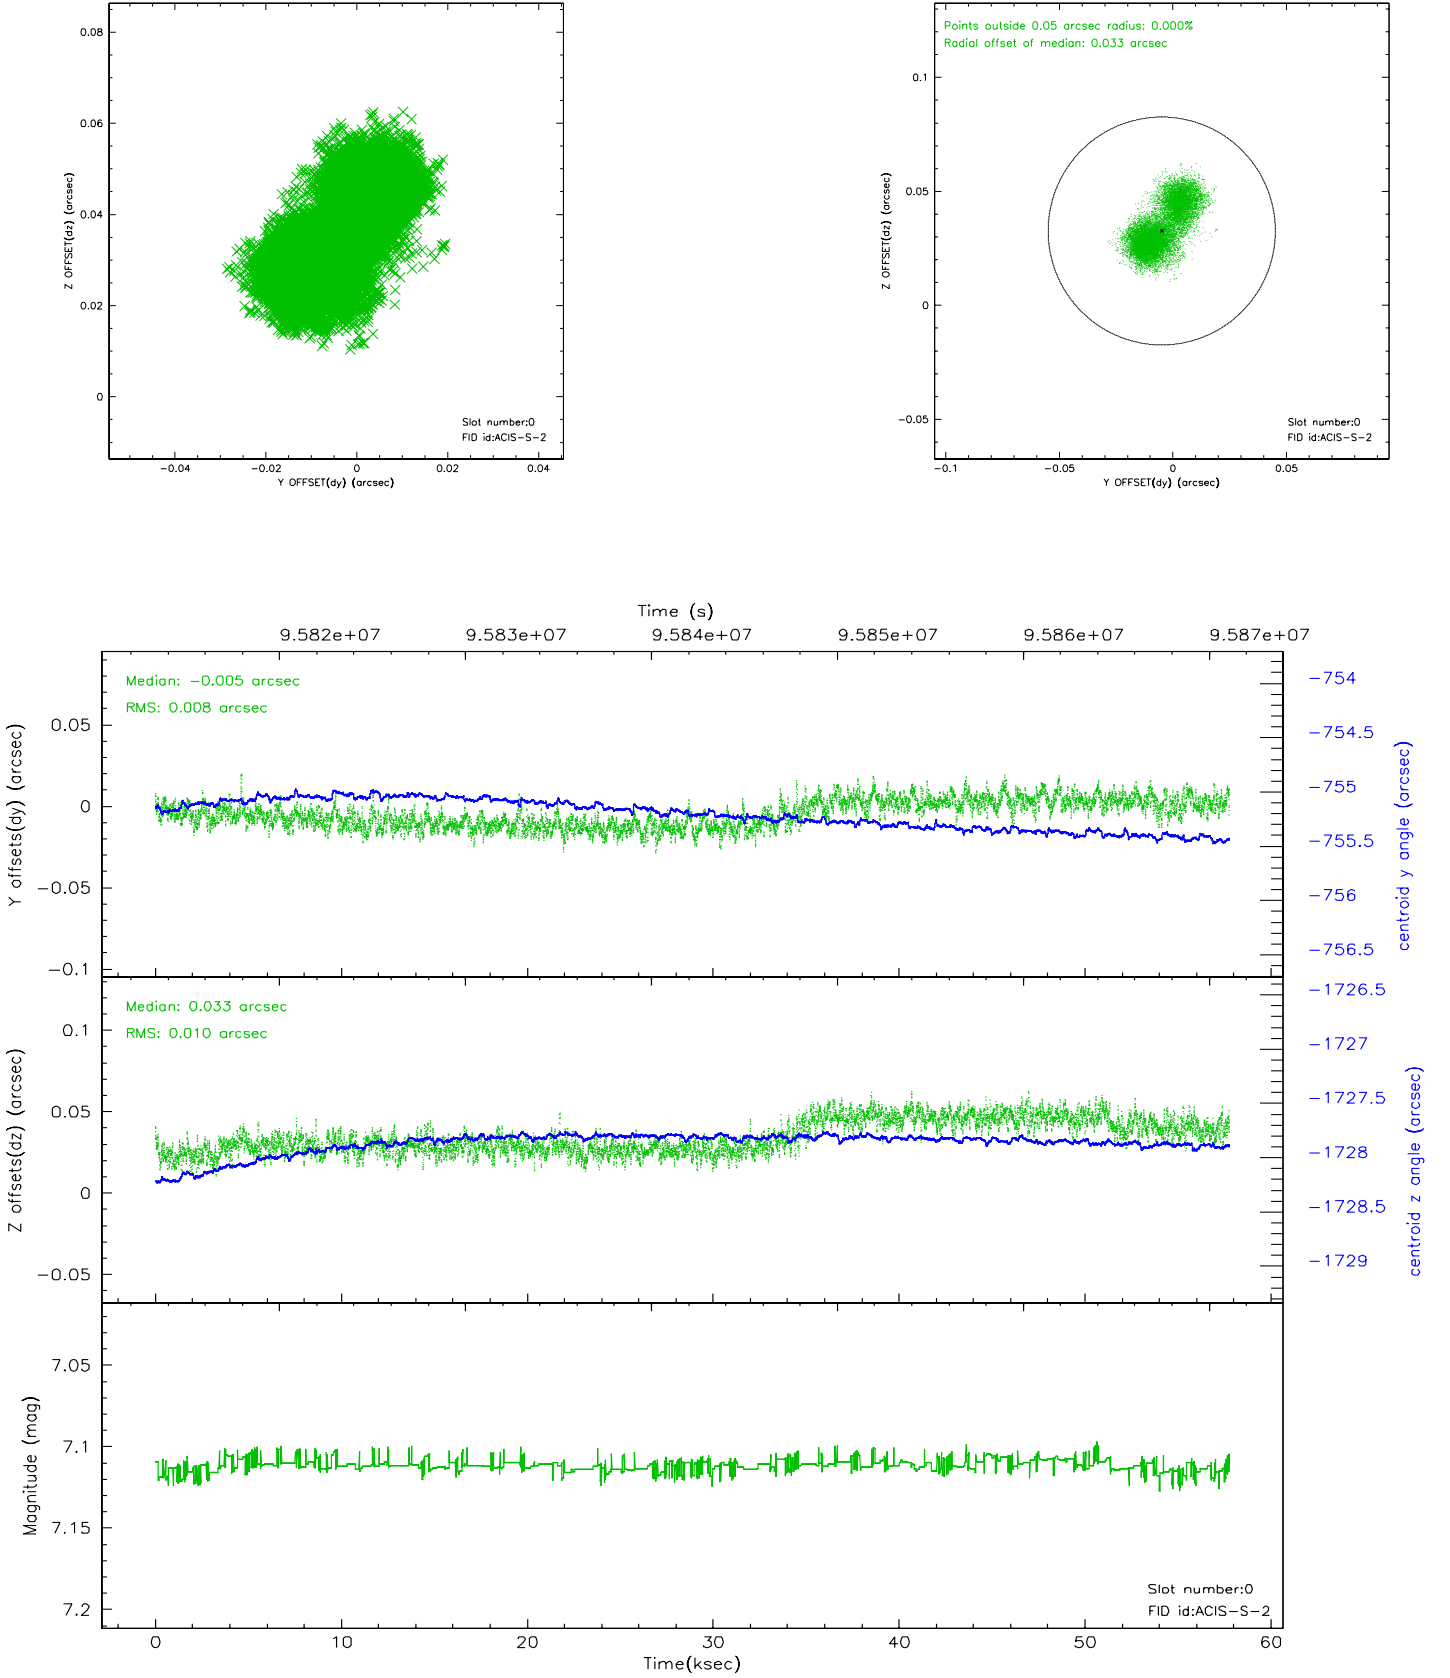 0.08
0.06
0.04
0.02
0
Z OFFSET(dz) (arcsec)
Slot number:0
FID id:ACIS-S-2
-0.04 -0.02 0 0.02 0.04
Y OFFSET(dy) (arcsec)
Points outside 0.05 arcsec radius: 0.000%
Radial offset of median: 0.033 arcsec
0.1
0.05
0
-0.05
Z OFFSET(dz) (arcsec)
Slot number:0
FID id:ACIS-S-2
-0.1 -0.05 0 0.05
Y OFFSET(dy) (arcsec)
Time (s)
9.582e+07 9.583e+07 9.584e+07 9.585e+07 9.586e+07 9.587e+07
Median: -0.005 arcsec
RMS: 0.008 arcsec
0.05
0
-0.05
-0.1
Y offsets(dy) (arcsec)
-754
-754.5
-755
-755.5
-756
-756.5
centroid y angle (arcsec)
Median: 0.033 arcsec
RMS: 0.010 arcsec
0.1
0.05
0
-0.05
Z offsets(dz) (arcsec)
-1726.5
-1727
-1727.5
-1728
-1728.5
-1729
centroid z angle (arcsec)
7.05
7.1
7.15
7.2
Magnitude (mag)
Slot number:0
FID id:ACIS-S-2
0 10 20 30 40 50 60
Time(ksec)